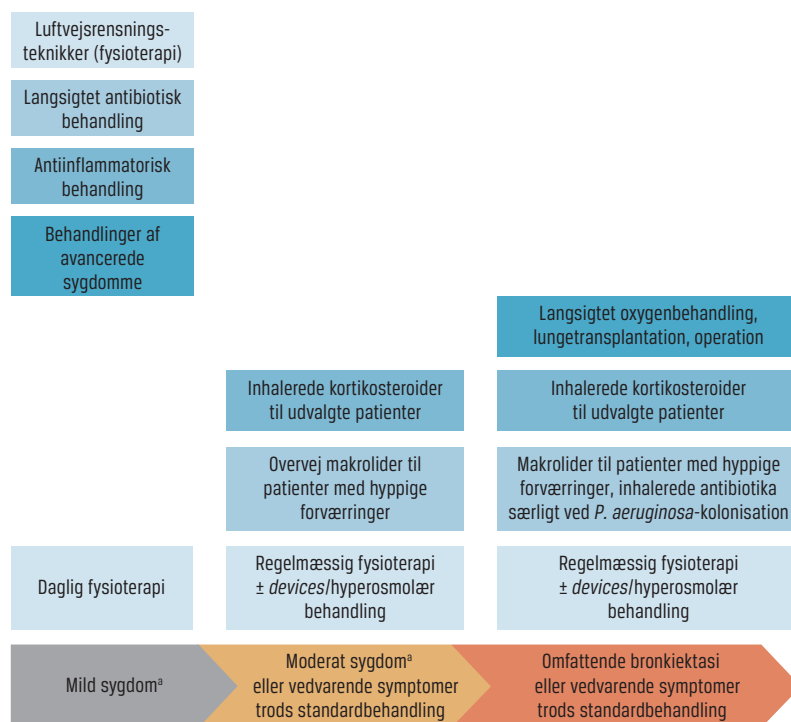 Luftvejsrensnings-
teknikker (fysioterapi)
Langsigtet antibiotisk
behandling
Antiinflammatorisk
behandling
Behandlinger af
avancerede
sygdomme
Langsigtet oxygenbehandling,
lungetransplantation, operation
Inhalerede kortikosteroider
til udvalgte patienter
Inhalerede kortikosteroider
til udvalgte patienter
Overvej makrolider til
patienter med hyppige
forværringer
Makrolider til patienter med hyppige
forværringer, inhalerede antibiotika
særligt ved P. aeruginosa-kolonisation
Daglig fysioterapi
Regelmæssig fysioterapi
± devices/hyperosmolær
behandling
Regelmæssig fysioterapi
± devices/hyperosmolær
behandling
Mild sygdomᵃ
Moderat sygdomᵃ
eller vedvarende symptomer
trods standardbehandling
Omfattende bronkiektasi
eller vedvarende symptomer
trods standardbehandling